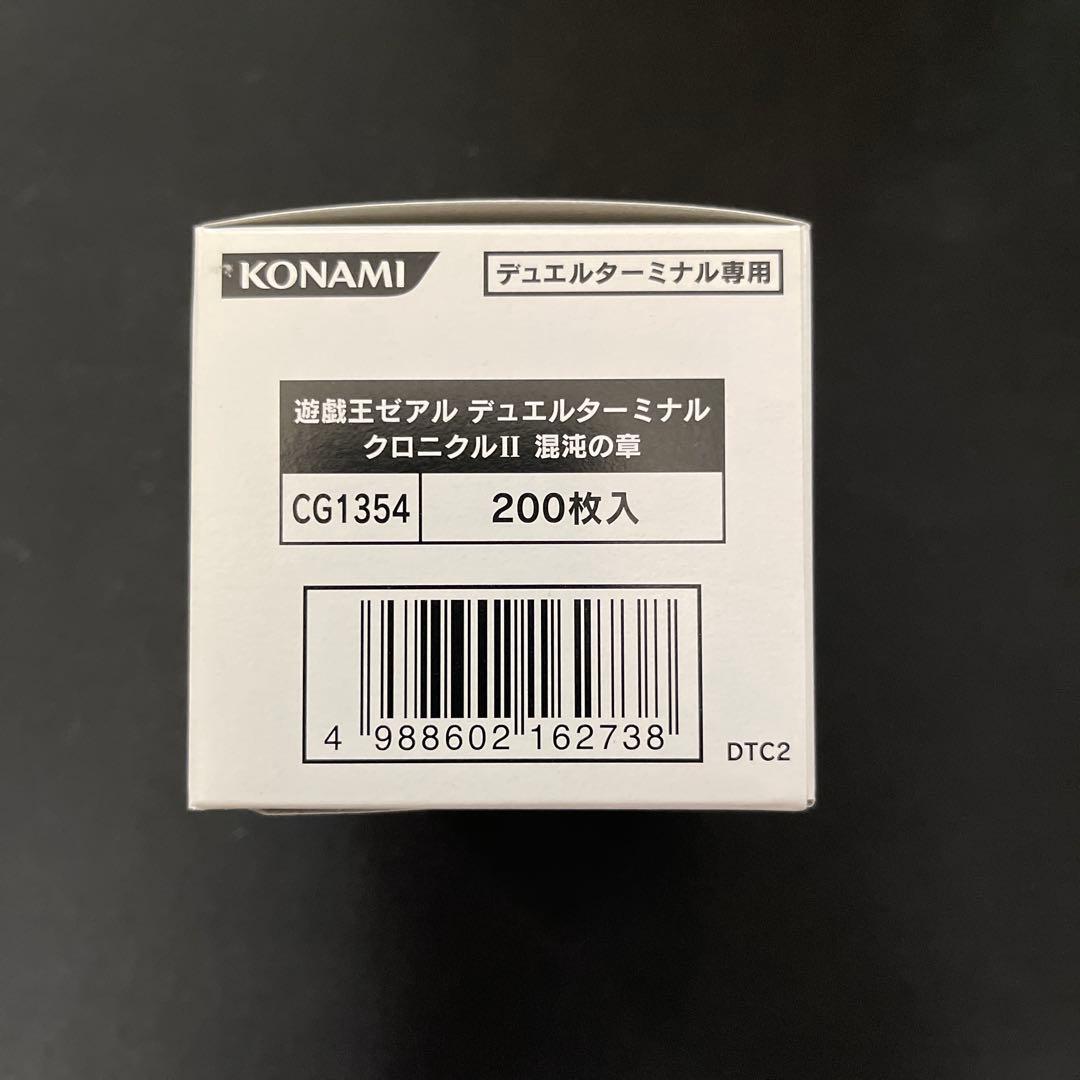 KONAMI
デュエルターミナル専用
遊戯王ゼアル デュエルターミナル
クロニクルII 混沌の章
CG1354
200枚入
4 988602 162738
DTC2